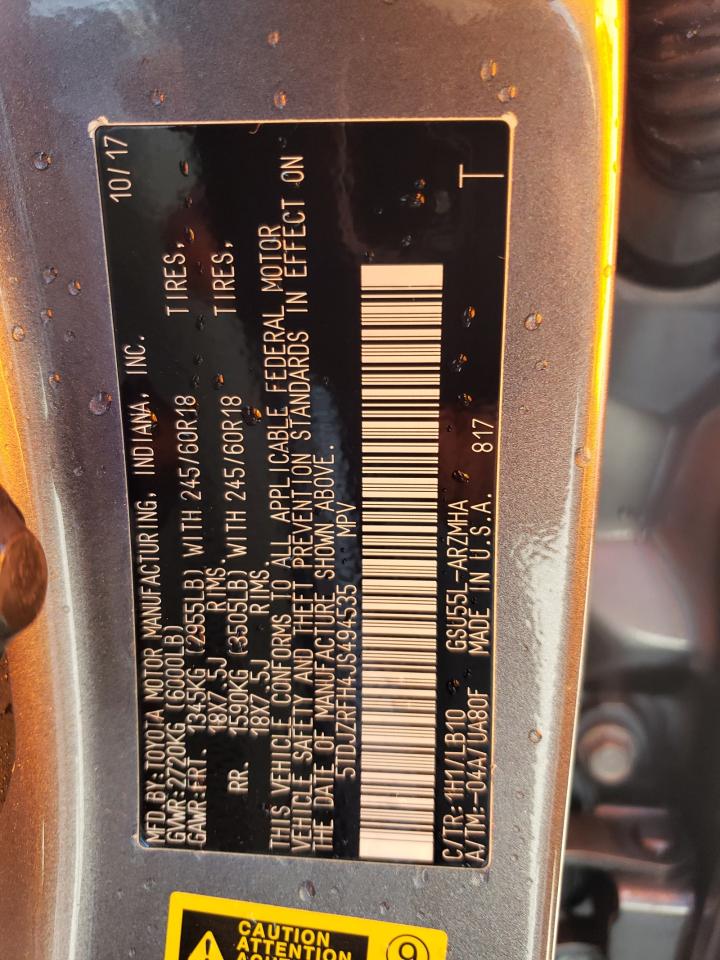 MFD.BY:TOYOTA MOTOR MANUFACTURING, INDIANA, INC. 10/17
GVWR:2720KG (6000LB)
GAWR:FRT. 1345KG (2955LB) WITH 245/60R18 TIRES,
18X7.5J RIMS.
RR. 1590KG (3505LB) WITH 245/60R18 TIRES,
18X7.5J RIMS.
THIS VEHICLE CONFORMS TO ALL APPLICABLE FEDERAL MOTOR
VEHICLE SAFETY AND THEFT PREVENTION STANDARDS IN EFFECT ON
THE DATE OF MANUFACTURE SHOWN ABOVE.
5TDJZRFH4JS494535 MPV
C/TR:1H1/LB10 GSU55L-ARZMHA
A/TM:-04A/UA80F MADE IN U.S.A. 817
T
CAUTION
ATTENTION
9